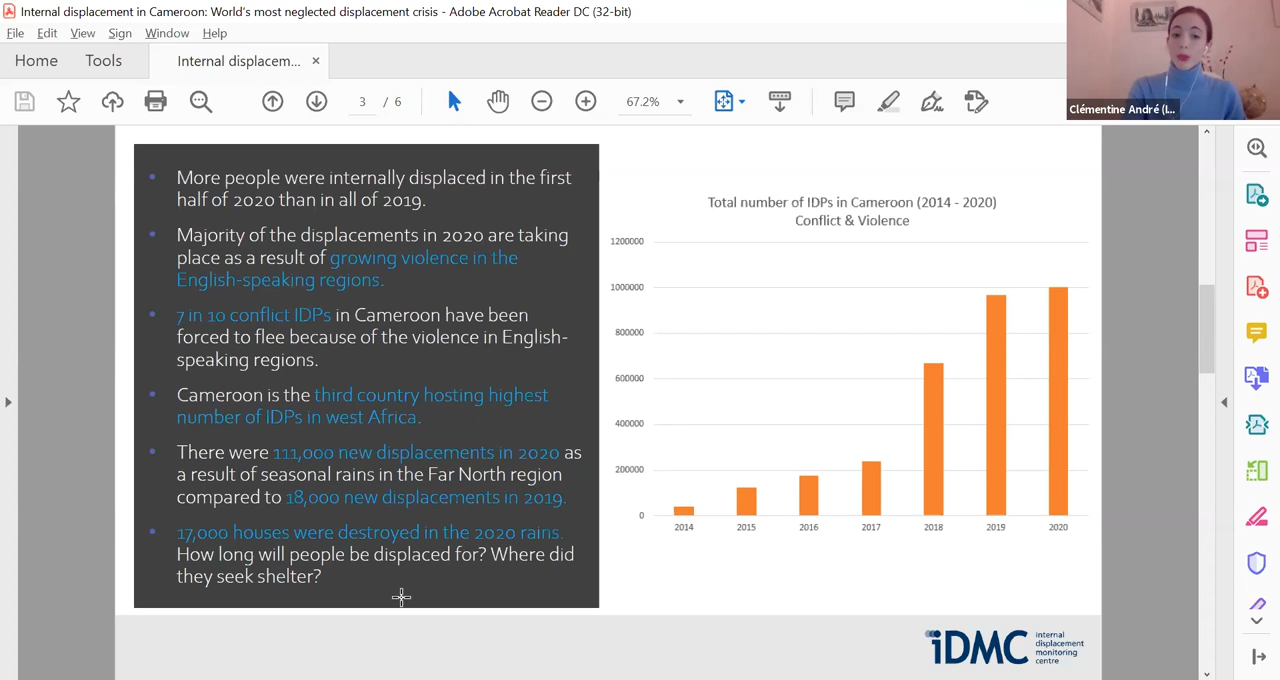 Internal displacement in Cameroon: World's most neglected displacement crisis - Adobe Acrobat Reader DC (32-bit)
File Edit View Sign Window Help
Home Tools Internal displacem... ×
3 / 6 67.2%
Clémentine André (I...
• More people were internally displaced in the first
half of 2020 than in all of 2019.
• Majority of the displacements in 2020 are taking
place as a result of growing violence in the
English-speaking regions.
• 7 in 10 conflict IDPs in Cameroon have been
forced to flee because of the violence in English-
speaking regions.
• Cameroon is the third country hosting highest
number of IDPs in west Africa.
• There were 111,000 new displacements in 2020 as
a result of seasonal rains in the Far North region
compared to 18,000 new displacements in 2019.
• 17,000 houses were destroyed in the 2020 rains.
How long will people be displaced for? Where did
they seek shelter?
Total number of IDPs in Cameroon (2014 - 2020)
Conflict & Violence
1200000
1000000
800000
600000
400000
200000
0
2014 2015 2016 2017 2018 2019 2020
iDMC
internal
displacement
monitoring
centre